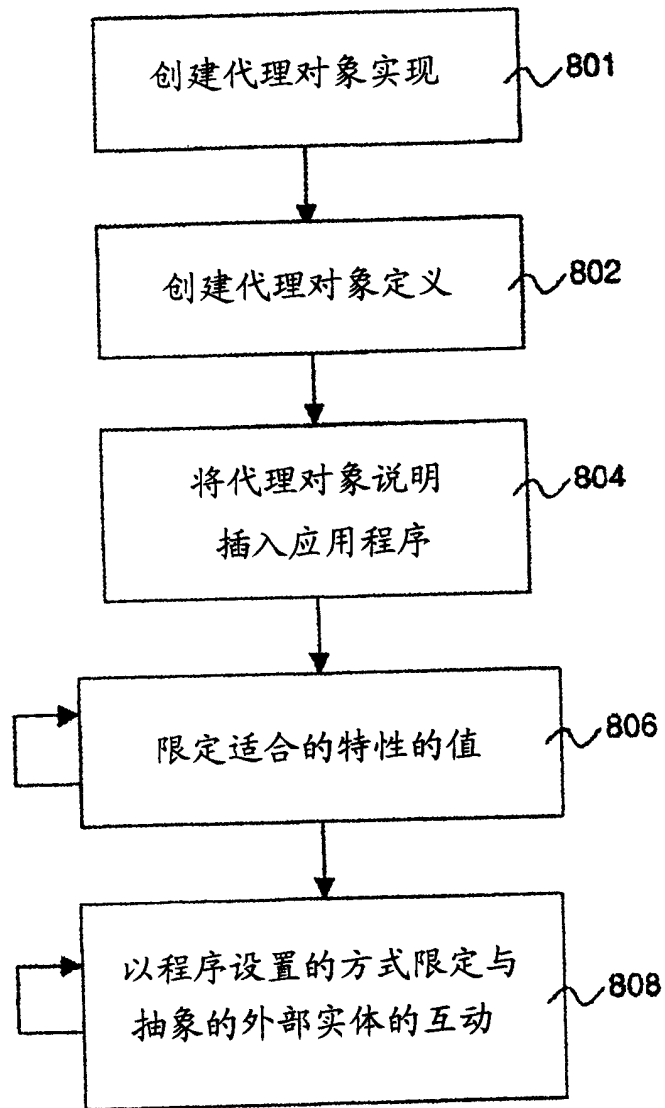 创建代理对象实现
801
创建代理对象定义
802
将代理对象说明
插入应用程序
804
限定适合的特性的值
806
以程序设置的方式限定与
抽象的外部实体的互动
808